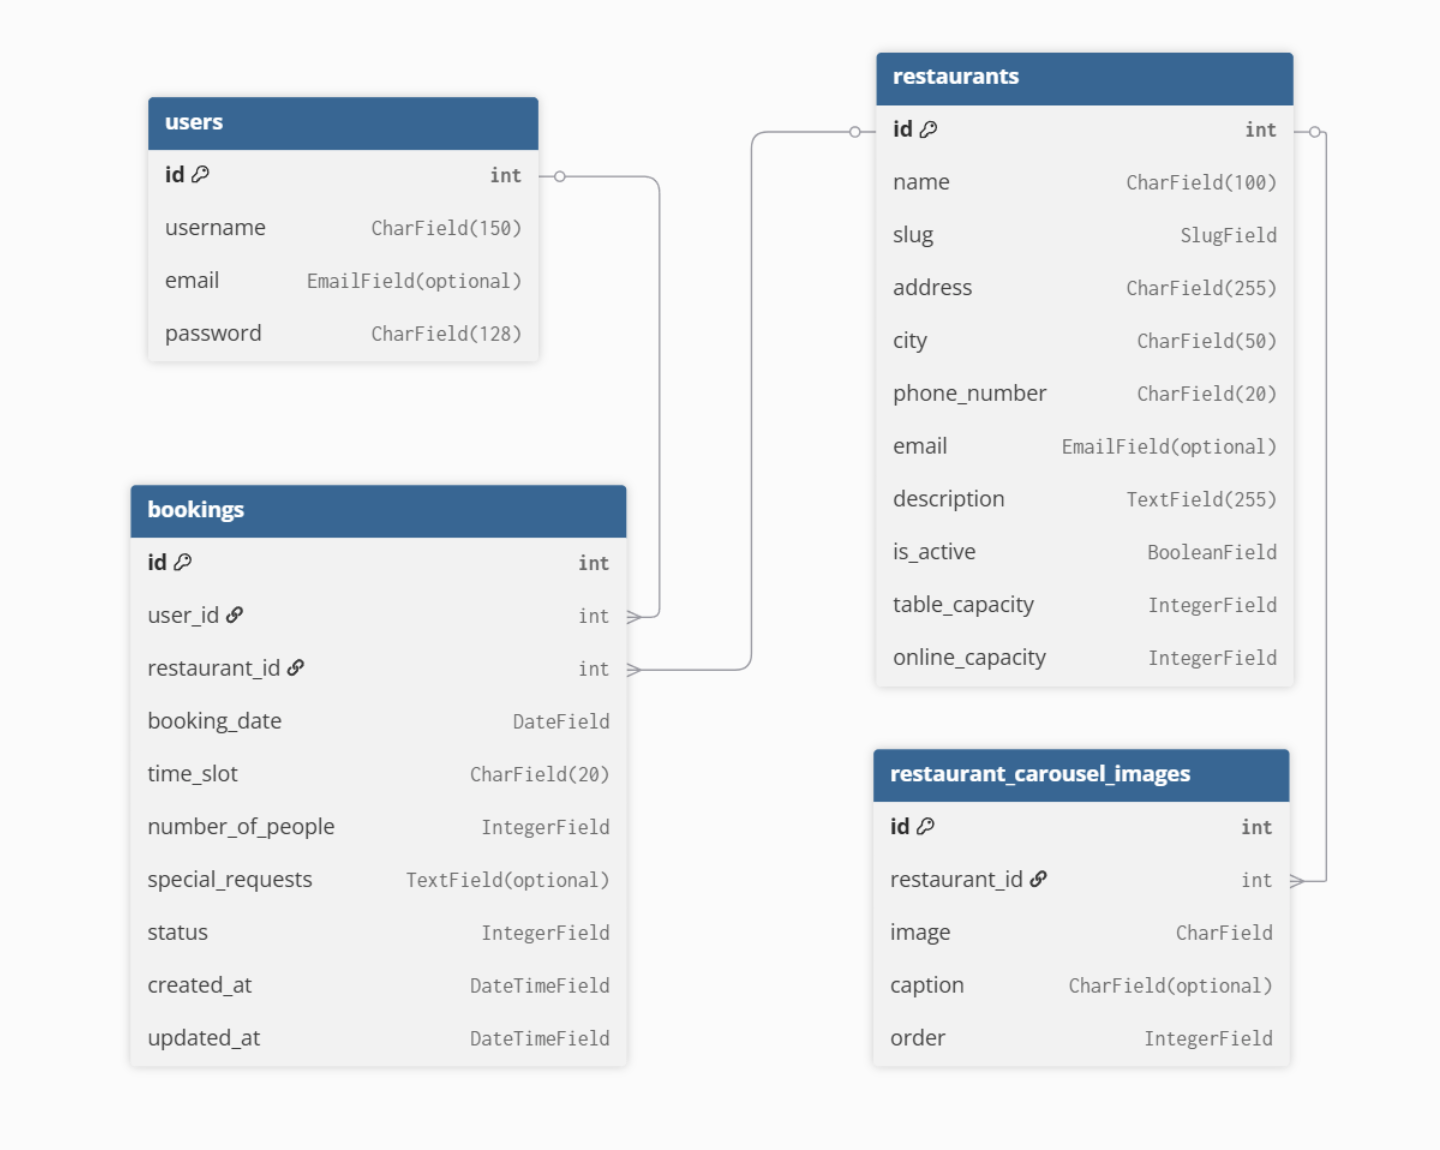 users
id int
username CharField(150)
email EmailField(optional)
password CharField(128)
bookings
id int
user_id int
restaurant_id int
booking_date DateField
time_slot CharField(20)
number_of_people IntegerField
special_requests TextField(optional)
status IntegerField
created_at DateTimeField
updated_at DateTimeField
restaurants
id int
name CharField(100)
slug SlugField
address CharField(255)
city CharField(50)
phone_number CharField(20)
email EmailField(optional)
description TextField(255)
is_active BooleanField
table_capacity IntegerField
online_capacity IntegerField
restaurant_carousel_images
id int
restaurant_id int
image CharField
caption CharField(optional)
order IntegerField